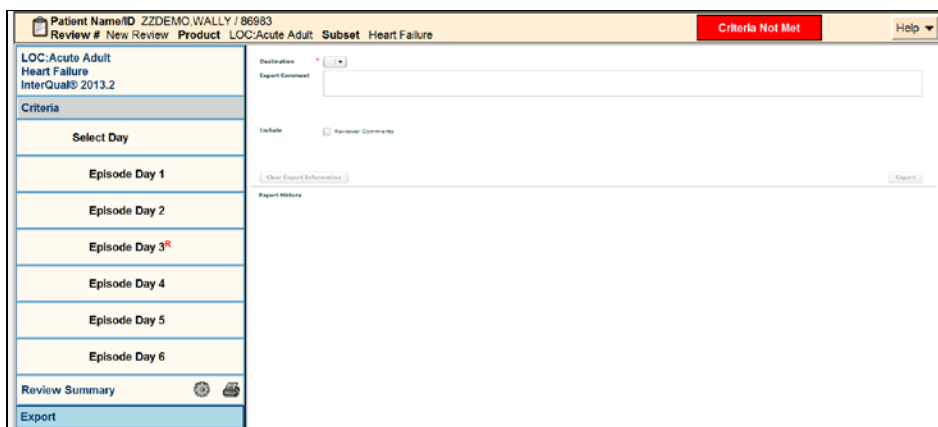 Patient Name/ID ZZDEMO,WALLY / 86983
Review # New Review Product LOC:Acute Adult Subset Heart Failure
Criteria Not Met
Help
LOC:Acute Adult
Heart Failure
InterQual® 2013.2
Criteria
Select Day
Episode Day 1
Episode Day 2
Episode Day 3R
Episode Day 4
Episode Day 5
Episode Day 6
Review Summary
Export
Destination *
Export Comment
Include Reviewer Comments
Clear Export Information
Export
Export History